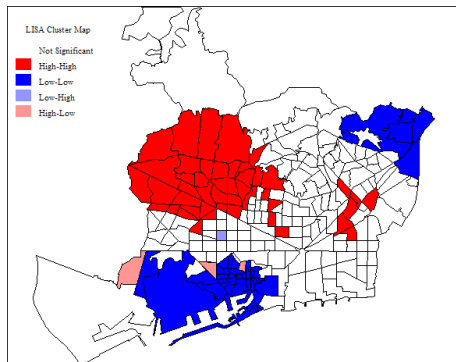 LISA Cluster Map
Not Significant
High-High
Low-Low
Low-High
High-Low